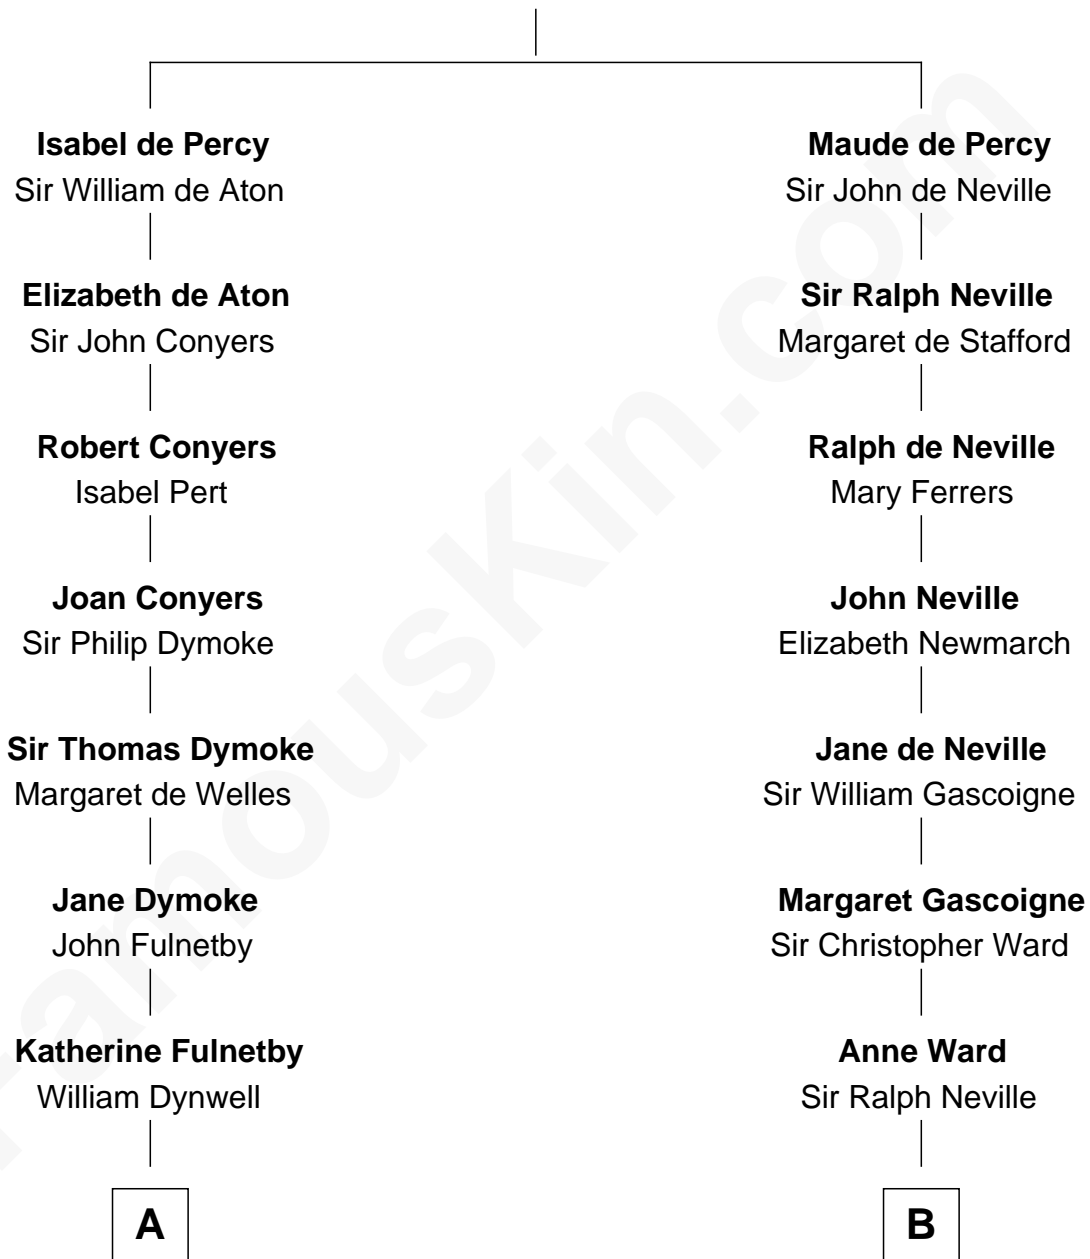 Isabel de Percy
Sir William de Aton
Elizabeth de Aton
Sir John Conyers
Robert Conyers
Isabel Pert
Joan Conyers
Sir Philip Dymoke
Sir Thomas Dymoke
Margaret de Welles
Jane Dymoke
John Fulnetby
Katherine Fulnetby
William Dynwell
A
Maude de Percy
Sir John de Neville
Sir Ralph Neville
Margaret de Stafford
Ralph de Neville
Mary Ferrers
John Neville
Elizabeth Newmarch
Jane de Neville
Sir William Gascoigne
Margaret Gascoigne
Sir Christopher Ward
Anne Ward
Sir Ralph Neville
B
FamousKin.com